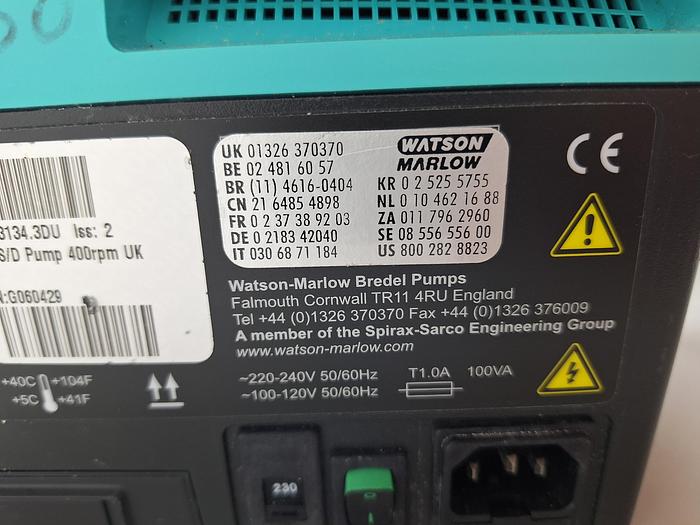 50
3134.3DU Iss: 2
S/D Pump 400rpm UK
N:G060429
UK 01326 370370
BE 02 481 60 57
BR (11) 4616-0404
CN 21 6485 4898
FR 0 2 37 38 92 03
DE 0 2183 42040
IT 030 68 71 184
WATSON
MARLOW
KR 0 2 525 5755
NL 0 10 462 16 88
ZA 011 796 2960
SE 08 556 556 00
US 800 282 8823
CE
Watson-Marlow Bredel Pumps
Falmouth Cornwall TR11 4RU England
Tel +44 (0)1326 370370 Fax +44 (0)1326 376009
A member of the Spirax-Sarco Engineering Group
www.watson-marlow.com
+40C +104F
+5C +41F
~220-240V 50/60Hz T1.0A 100VA
~100-120V 50/60Hz
230